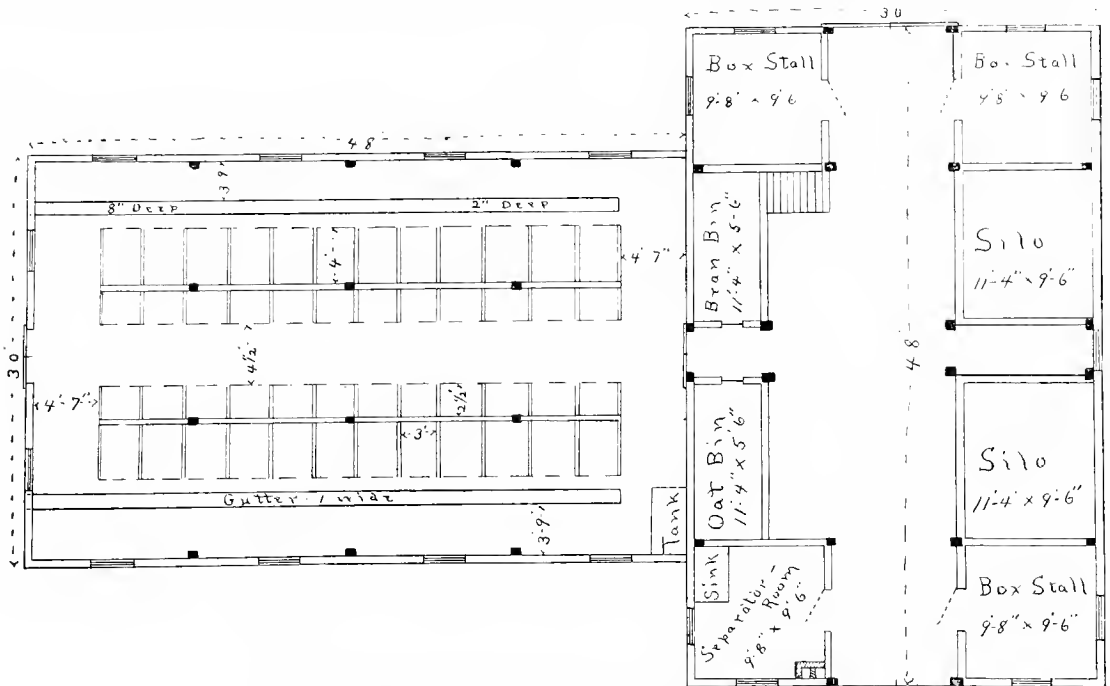 30
Box Stall
9'-8" x 9'-6
Box Stall
9'-8" x 9-6
48
3'9
8" Deep
2" Deep
4'
4'7"
Bran Bin
11'-4" x 5'-6"
Silo
11'-4" x 9'-6"
30'
4½'
48'
4'-7"
2½'
3'
Oat Bin
11'-4" x 5'6"
Silo
11'-4' x 9'-6"
Gutter 1 wide
3'-9"
Tank
Sink
Separator-
Room
9'-8" x 9'6"
Box Stall
9'-8" x 9'-6"